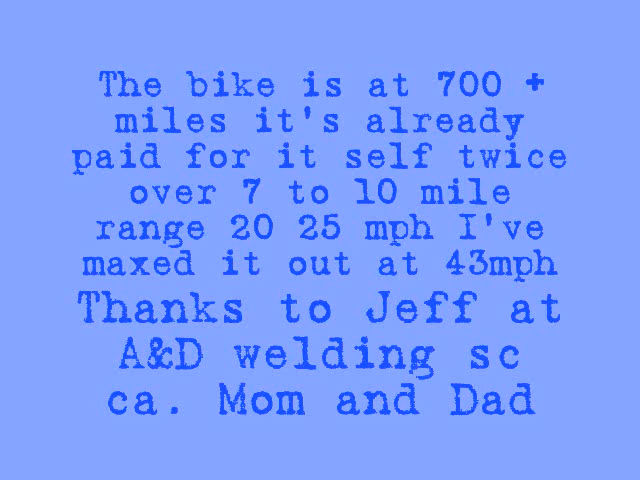 The bike is at 700 +
miles it's already
paid for it self twice
over 7 to 10 mile
range 20 25 mph I've
maxed it out at 43mph
Thanks to Jeff at
A&D welding sc
ca. Mom and Dad